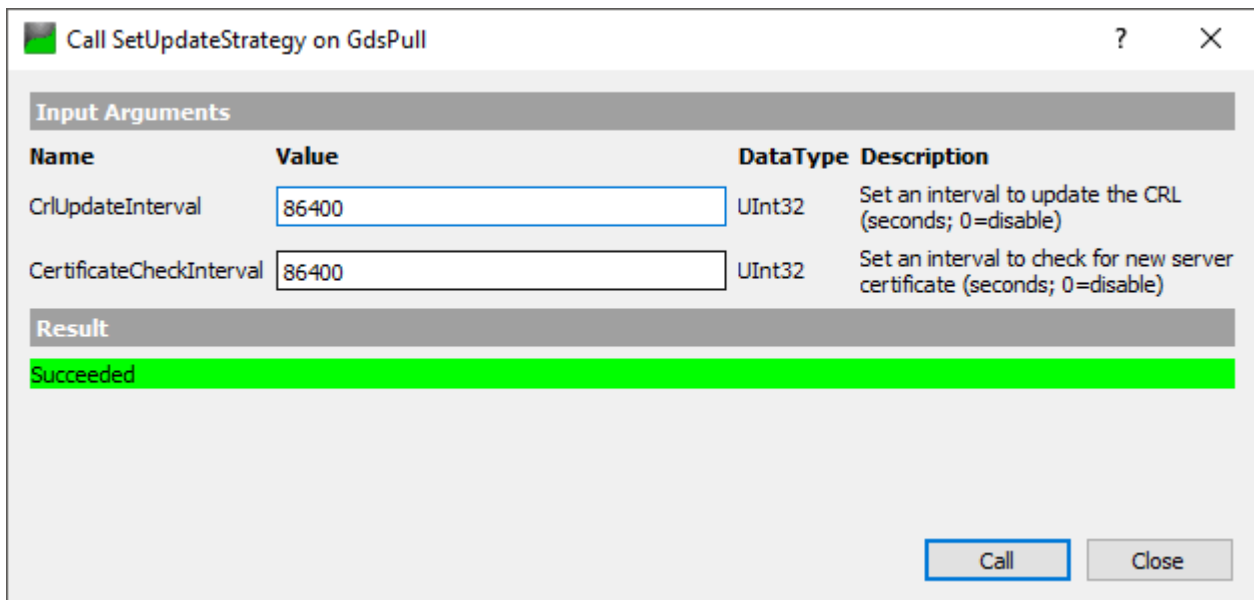 Call SetUpdateStrategy on GdsPull ?
Input Arguments
Name Value DataType Description
CrlUpdateInterval 86400 UInt32 Set an interval to update the CRL
(seconds; 0=disable)
CertificateCheckInterval 86400 UInt32 Set an interval to check for new server
certificate (seconds; 0=disable)
Result
Succeeded
Call Close